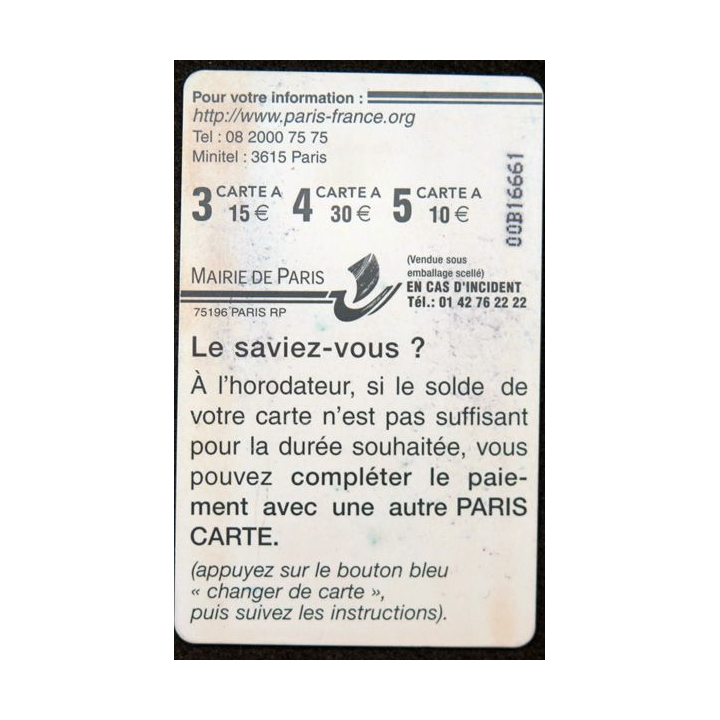 Pour votre information :
http://www.paris-france.org
Tel : 08 2000 75 75
Minitel : 3615 Paris
00B16661
3 CARTE A 15 € 4 CARTE A 30 € 5 CARTE A 10 €
MAIRIE DE PARIS
75196 PARIS RP
(Vendue sous
emballage scellé)
EN CAS D'INCIDENT
Tél.: 01 42 76 22 22
Le saviez-vous ?
À l'horodateur, si le solde de
votre carte n'est pas suffisant
pour la durée souhaitée, vous
pouvez compléter le paie-
ment avec une autre PARIS
CARTE.
(appuyez sur le bouton bleu
« changer de carte »,
puis suivez les instructions).